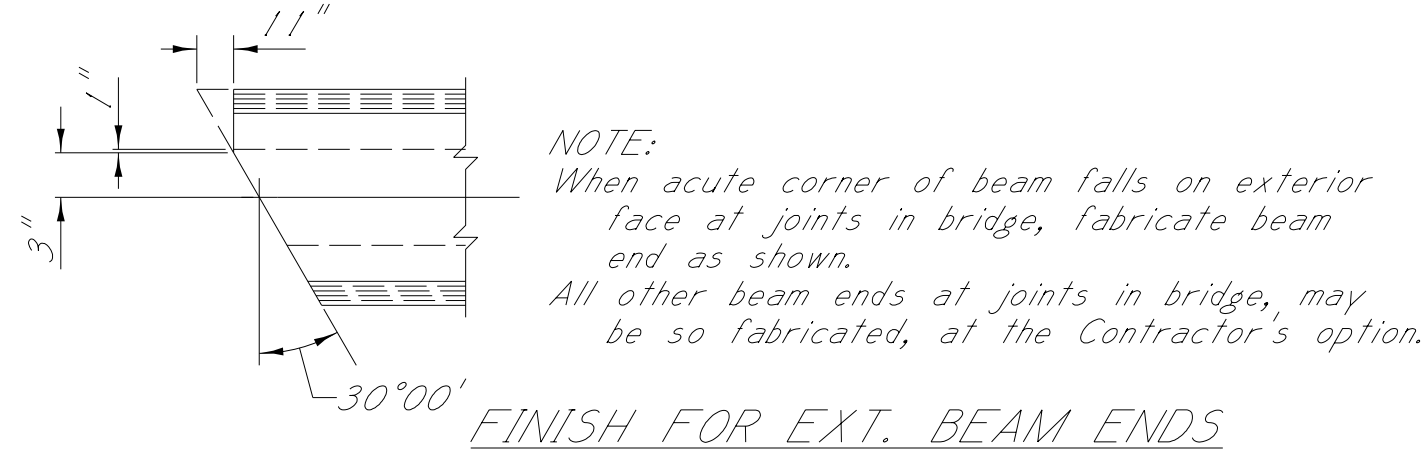 11"
1"
3"
NOTE:
When acute corner of beam falls on exterior
face at joints in bridge, fabricate beam
end as shown.
All other beam ends at joints in bridge, may
be so fabricated, at the Contractor's option.
30°00'
FINISH FOR EXT. BEAM ENDS